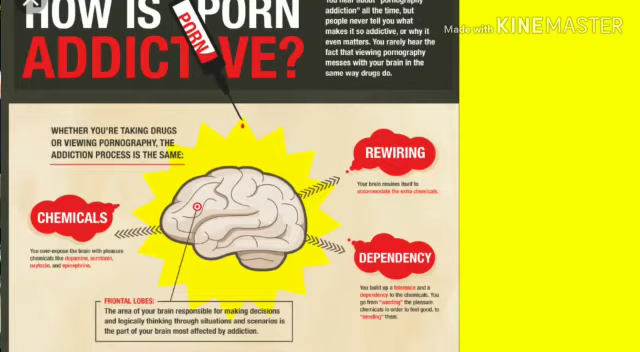 HOW IS PORN
ADDICTIVE?
PORN
addiction" all the time, but
people never tell you what
makes it so addictive, or why it
even matters. You rarely hear the
fact that viewing pornography
messes with your brain in the
same way drugs do.
Made with KINEMASTER
WHETHER YOU'RE TAKING DRUGS
OR VIEWING PORNOGRAPHY, THE
ADDICTION PROCESS IS THE SAME:
CHEMICALS
You over-expose the brain with pleasure
chemicals like dopamine, serotonin,
oxytocin, and epinephrine.
REWIRING
Your brain rewires itself to
accommodate the extra chemicals.
DEPENDENCY
You build up a tolerance and a
dependency to the chemicals. You
go from "wanting" the pleasure
chemicals in order to feel good, to
"needing" them.
FRONTAL LOBES:
The area of your brain responsible for making decisions
and logically thinking through situations and scenarios is
the part of your brain most affected by addiction.